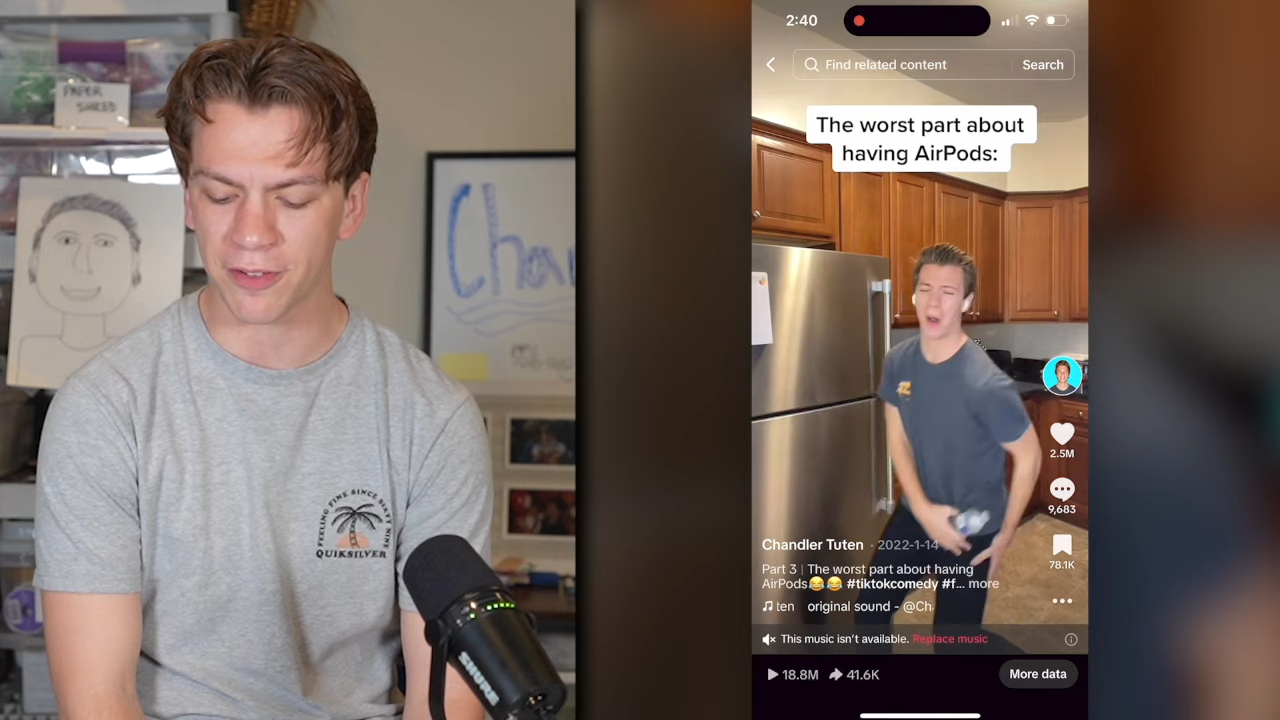 PAPER
SHRED
Cha
FEELING FINE SINCE SIXTY NINE
QUIKSILVER
SHURE
2:40
Find related content
Search
The worst part about
having AirPods:
2.5M
9,683
78.1K
Chandler Tuten · 2022-1-14
Part 3 | The worst part about having
AirPods😂😂 #tiktokcomedy #f... more
ten original sound - @Ch
This music isn't available. Replace music
18.8M
41.6K
More data